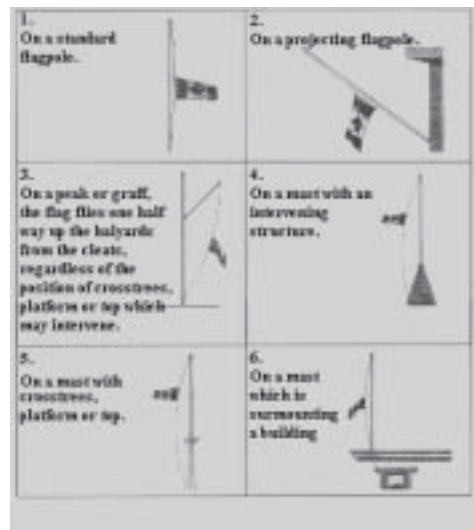 1.
On a standard
flagpole.
2.
On a projecting flagpole.
3.
On a peak or graff,
the flag flies one half
way up the halyards
from the cleats,
regardless of the
position of crosstrees,
platform or top which
may intervene.
4.
On a mast with an
intervening
structure.
5.
On a mast with
crosstrees,
platform or top.
6.
On a mast
which is
surmounting
a building